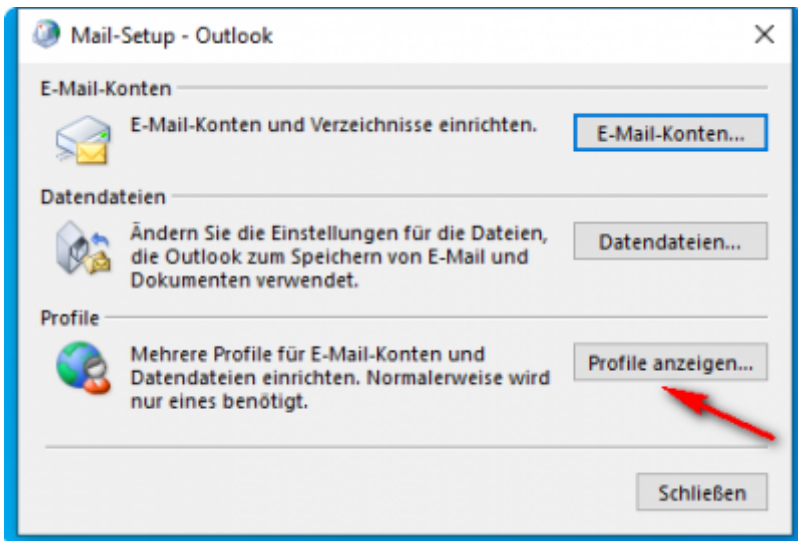 Mail-Setup - Outlook
E-Mail-Konten
E-Mail-Konten und Verzeichnisse einrichten.
E-Mail-Konten...
Datendateien
Ändern Sie die Einstellungen für die Dateien,
die Outlook zum Speichern von E-Mail und
Dokumenten verwendet.
Datendateien...
Profile
Mehrere Profile für E-Mail-Konten und
Datendateien einrichten. Normalerweise wird
nur eines benötigt.
Profile anzeigen...
Schließen